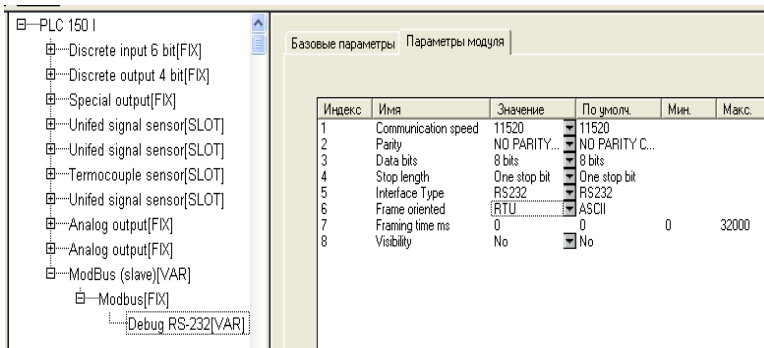 PLC 150 I
Discrete input 6 bit[FIX]
Discrete output 4 bit[FIX]
Special output[FIX]
Unifed signal sensor[SLOT]
Unifed signal sensor[SLOT]
Termocouple sensor[SLOT]
Unifed signal sensor[SLOT]
Analog output[FIX]
Analog output[FIX]
ModBus (slave)[VAR]
Modbus[FIX]
Debug RS-232[VAR]
Базовые параметры Параметры модуля
Индекс Имя Значение По умолч. Мин. Макс.
1 Communication speed 11520 11520
2 Parity NO PARITY... NO PARITY C...
3 Data bits 8 bits 8 bits
4 Stop length One stop bit One stop bit
5 Interface Type RS232 RS232
6 Frame oriented RTU ASCII
7 Framing time ms 0 0 0 32000
8 Visibility No No